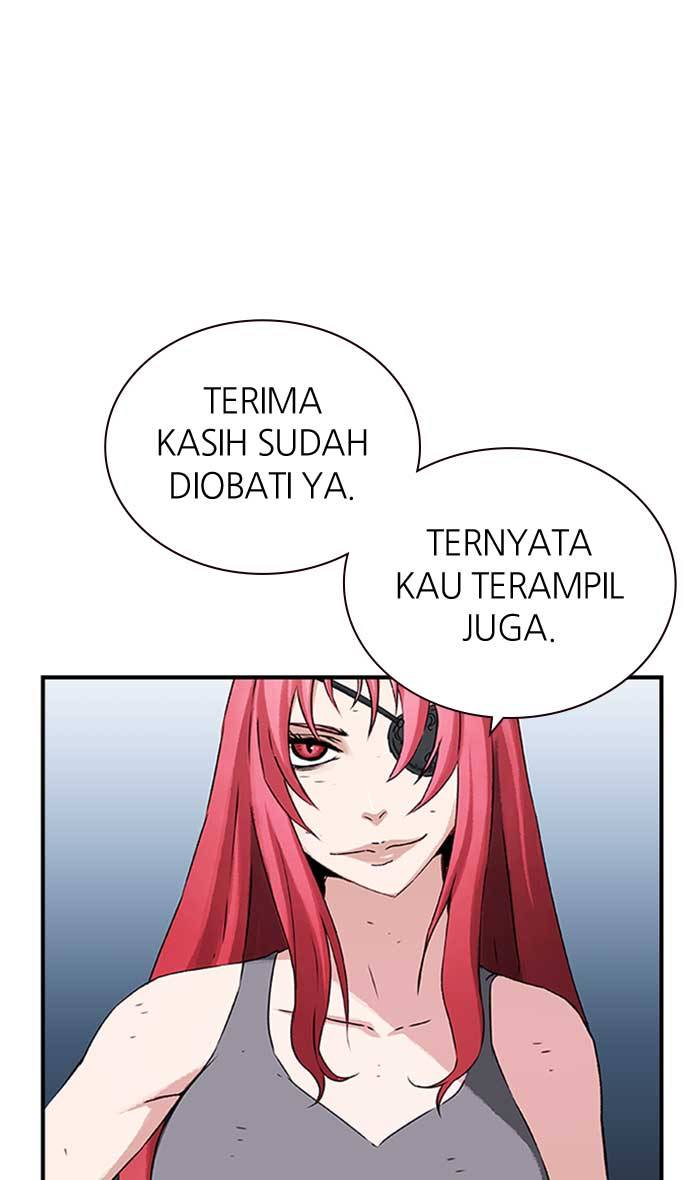 TERIMA
KASIH SUDAH
DIOBATI YA.
TERNYATA
KAU TERAMPIL
JUGA.